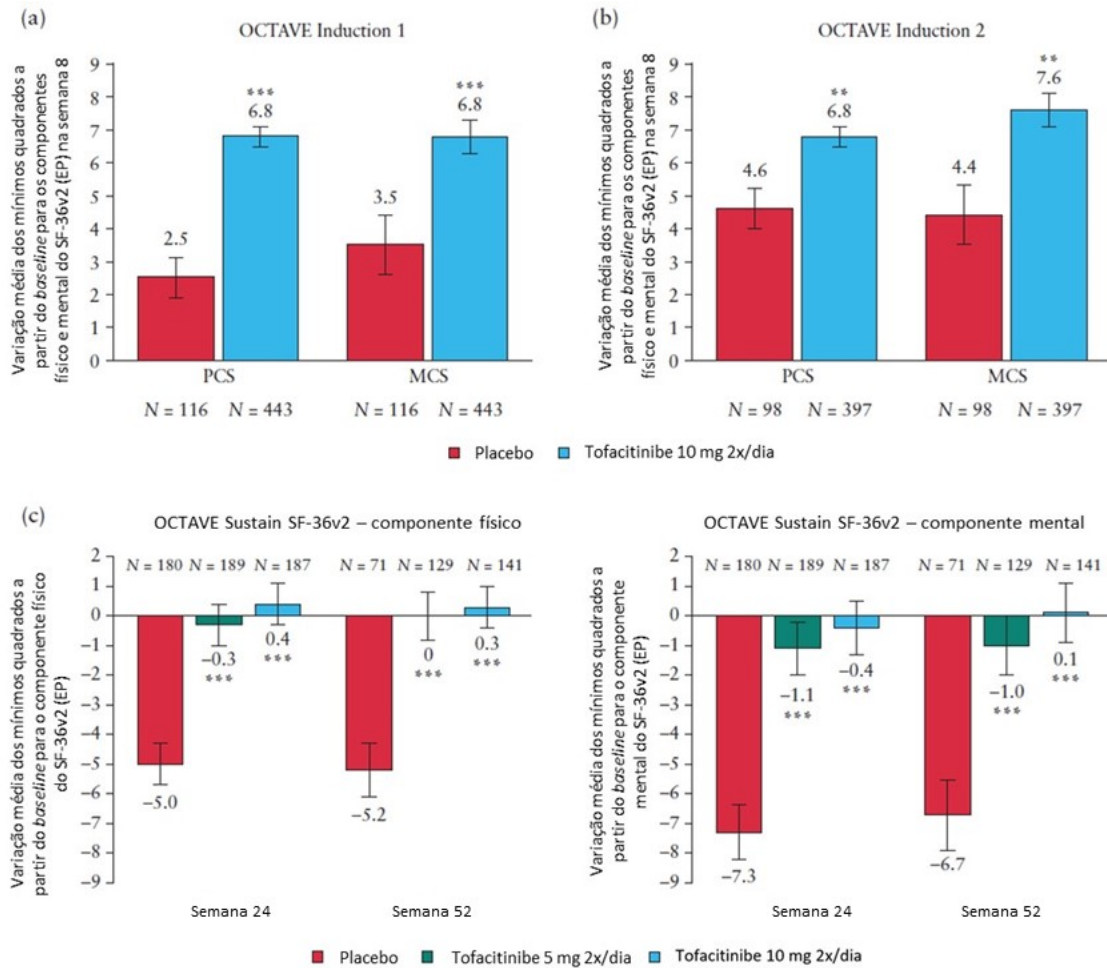 (a)
OCTAVE Induction 1
Variação média dos mínimos quadrados a
partir do baseline para os componentes
físico e mental do SF-36v2 (EP) na semana 8
9
8
7
6
5
4
3
2
1
0
2.5
***
6.8
3.5
***
6.8
PCS
MCS
N = 116 N = 443 N = 116 N = 443
(b)
OCTAVE Induction 2
Variação média dos mínimos quadrados a
partir do baseline para os componentes
físico e mental do SF-36v2 (EP) na semana 8
9
8
7
6
5
4
3
2
1
0
4.6
**
6.8
4.4
**
7.6
PCS
MCS
N = 98 N = 397 N = 98 N = 397
Placebo Tofacitinibe 10 mg 2x/dia
(c)
OCTAVE Sustain SF-36v2 – componente físico
Variação média dos mínimos quadrados a
partir do baseline para o componente físico
do SF-36v2 (EP)
2
1
0
−1
−2
−3
−4
−5
−6
−7
−8
−9
N = 180 N = 189 N = 187 N = 71 N = 129 N = 141
−5.0
−0.3
***
0.4
***
−5.2
0
***
0.3
***
Semana 24
Semana 52
OCTAVE Sustain SF-36v2 – componente mental
Variação média dos mínimos quadrados a
partir do baseline para o componente
mental do SF-36v2 (EP)
2
1
0
−1
−2
−3
−4
−5
−6
−7
−8
−9
N = 180 N = 189 N = 187 N = 71 N = 129 N = 141
−7.3
−1.1
***
−0.4
***
−6.7
−1.0
***
0.1
***
Semana 24
Semana 52
Placebo Tofacitinibe 5 mg 2x/dia Tofacitinibe 10 mg 2x/dia